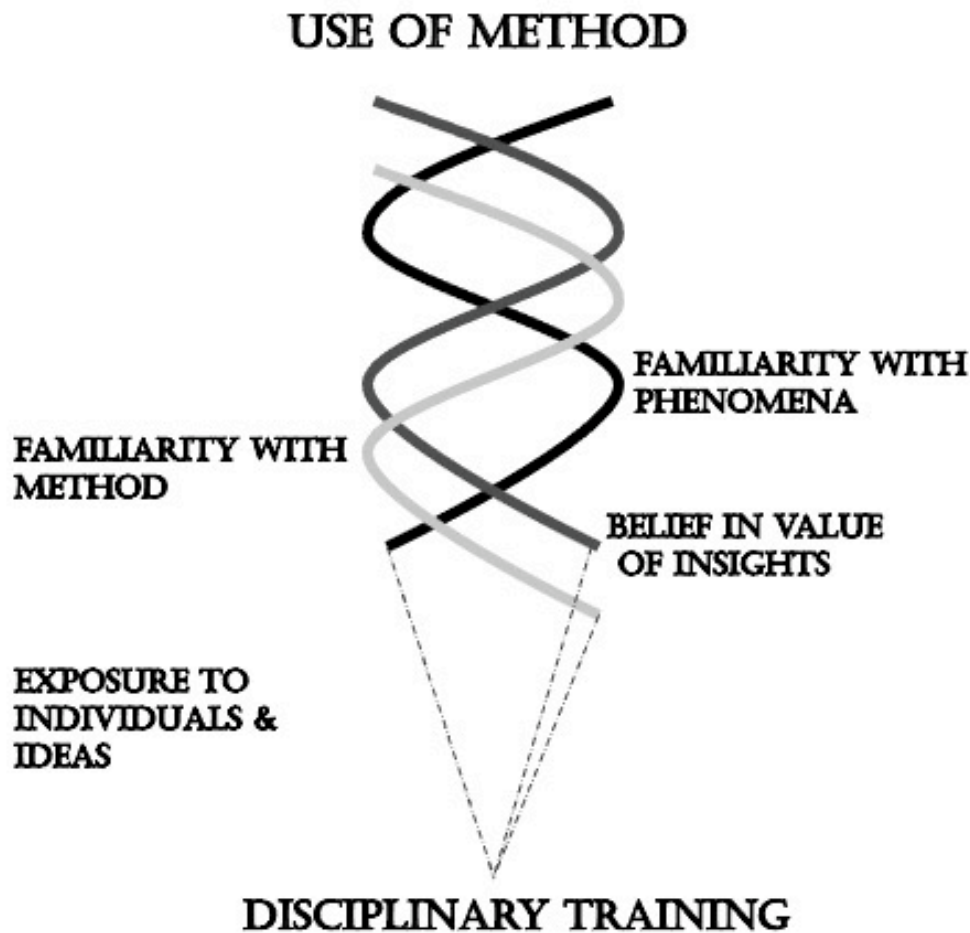 USE OF METHOD
FAMILIARITY WITH
PHENOMENA
FAMILIARITY WITH
METHOD
BELIEF IN VALUE
OF INSIGHTS
EXPOSURE TO
INDIVIDUALS &
IDEAS
DISCIPLINARY TRAINING